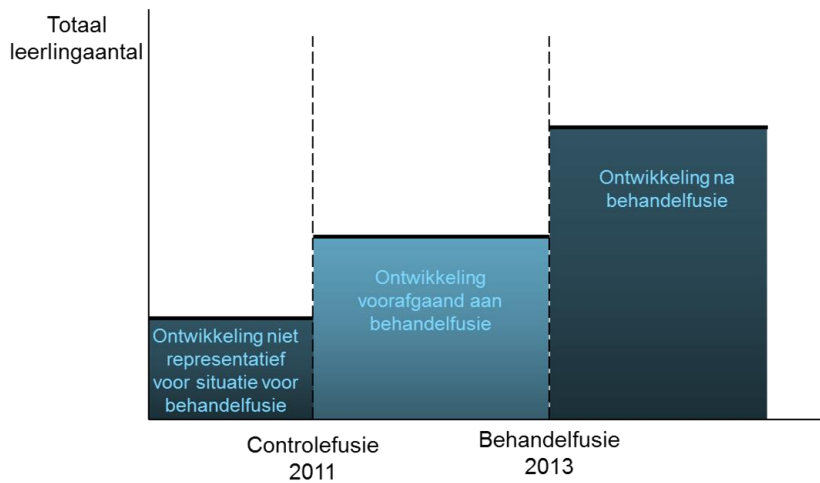 Totaal
leerlingaantal
Ontwikkeling niet
representatief
voor situatie voor
behandelfusie
Ontwikkeling
voorafgaand aan
behandelfusie
Ontwikkeling na
behandelfusie
Controlefusie
2011
Behandelfusie
2013